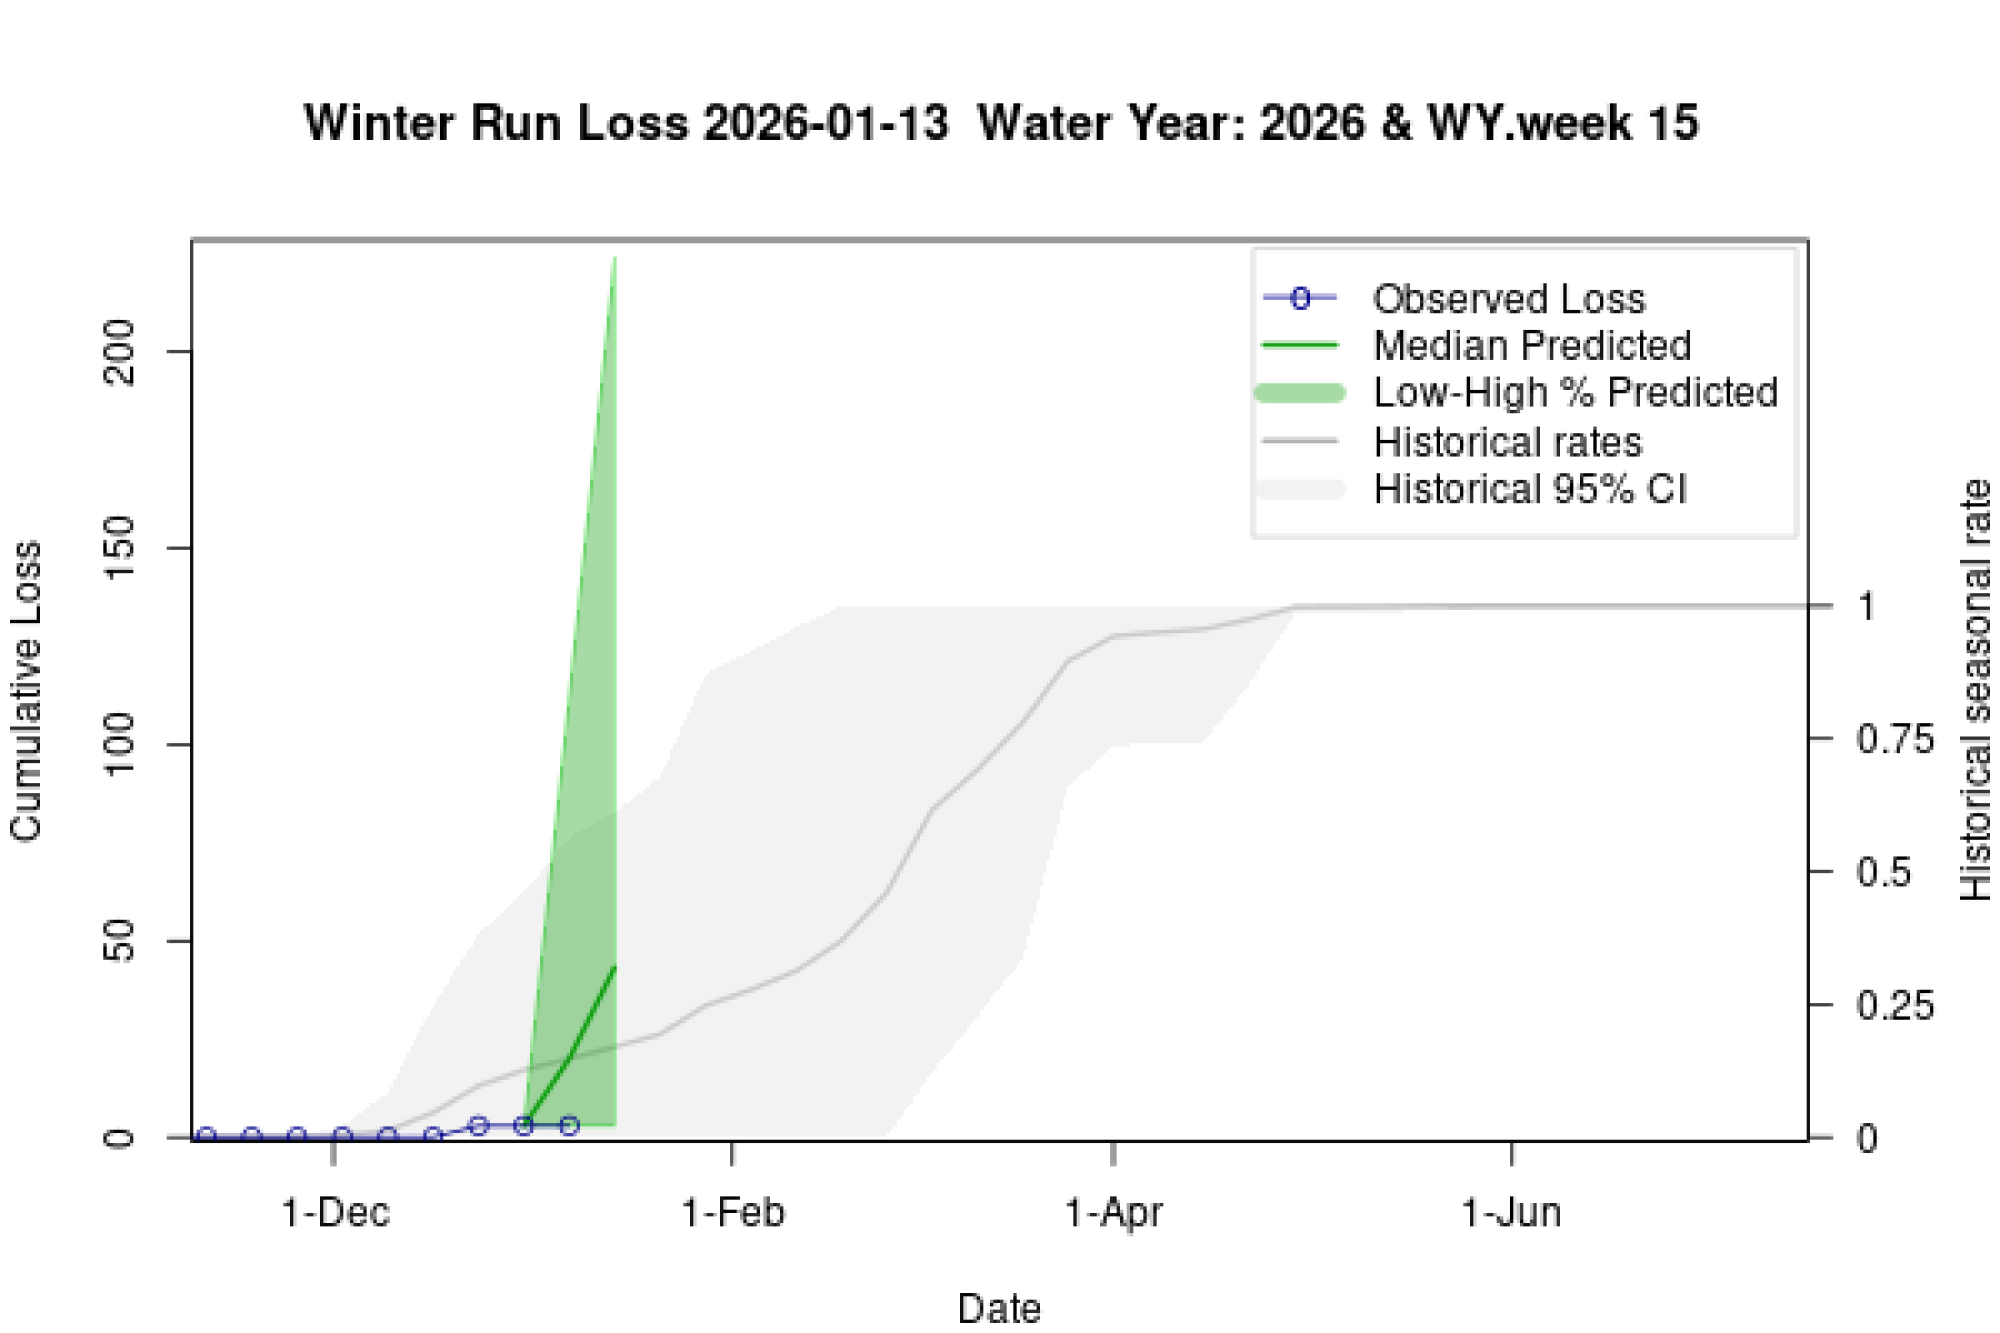 Winter Run Loss 2026-01-13  Water Year: 2026 & WY.week 15
Observed Loss
Median Predicted
Low-High % Predicted
Historical rates
Historical 95% CI
Cumulative Loss
200
150
100
50
0
1
0.75
0.5
0.25
0
Historical seasonal rate
1-Dec
1-Feb
1-Apr
1-Jun
Date